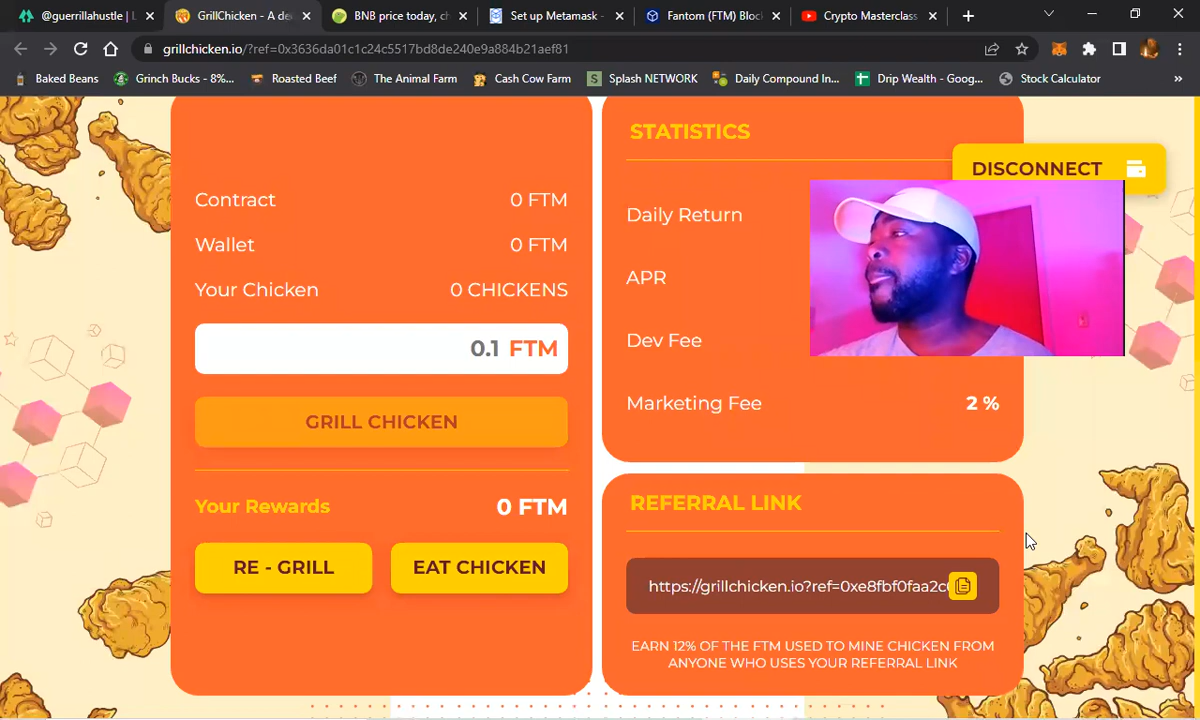 @guerrillahustle | L
GrillChicken - A de
BNB price today, c
Set up Metamask -
Fantom (FTM) Bloc
Crypto Masterclass
grillchicken.io/?ref=0x3636da01c1c24c5517bd8de240e9a884b21aef81
Baked Beans
Grinch Bucks - 8%...
Roasted Beef
The Animal Farm
Cash Cow Farm
Splash NETWORK
Daily Compound In...
Drip Wealth - Goog...
Stock Calculator
»
Contract 0 FTM
Wallet 0 FTM
Your Chicken 0 CHICKENS
0.1 FTM
GRILL CHICKEN
Your Rewards 0 FTM
RE - GRILL
EAT CHICKEN
STATISTICS
DISCONNECT
Daily Return
APR
Dev Fee
Marketing Fee 2 %
REFERRAL LINK
https://grillchicken.io?ref=0xe8fbf0faa2c
EARN 12% OF THE FTM USED TO MINE CHICKEN FROM
ANYONE WHO USES YOUR REFERRAL LINK